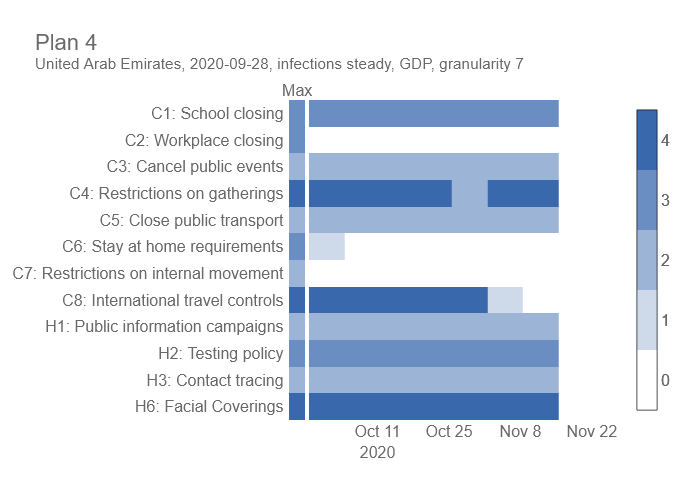 Plan 4
United Arab Emirates, 2020-09-28, infections steady, GDP, granularity 7
Max
C1: School closing
C2: Workplace closing
C3: Cancel public events
C4: Restrictions on gatherings
C5: Close public transport
C6: Stay at home requirements
C7: Restrictions on internal movement
C8: International travel controls
H1: Public information campaigns
H2: Testing policy
H3: Contact tracing
H6: Facial Coverings
Oct 11 Oct 25 Nov 8 Nov 22
2020
4
3
2
1
0